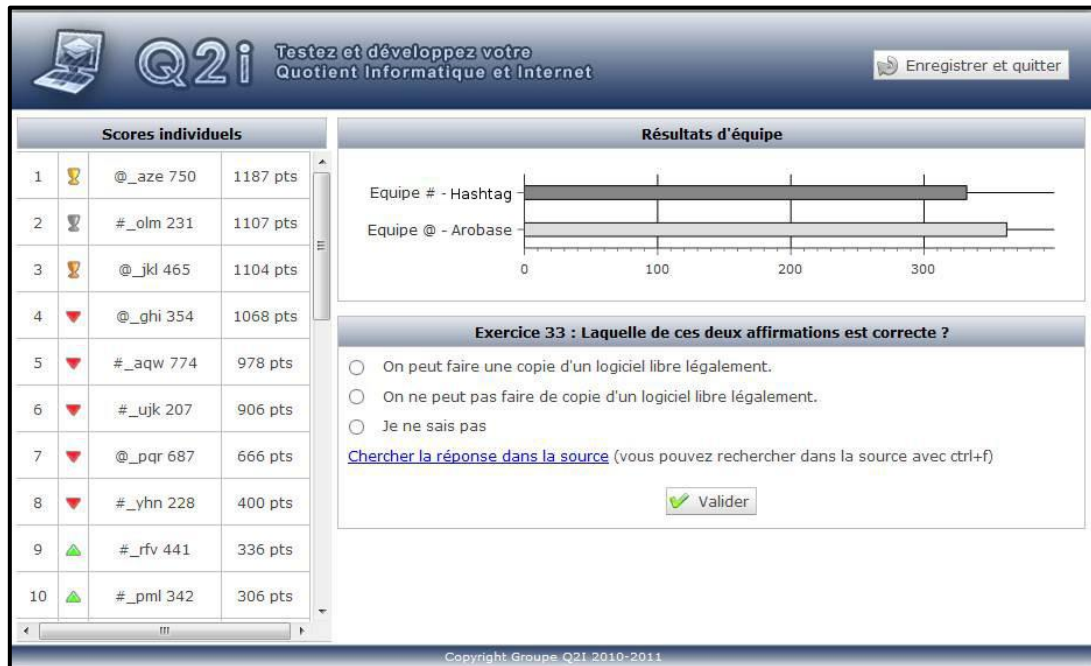 Q2i
Testez et développez votre
Quotient Informatique et Internet
Enregistrer et quitter
Scores individuels
1 @_aze 750 1187 pts
2 #_olm 231 1107 pts
3 @_jkl 465 1104 pts
4 @_ghi 354 1068 pts
5 #_aqw 774 978 pts
6 #_ujk 207 906 pts
7 @_pqr 687 666 pts
8 #_yhn 228 400 pts
9 #_rfv 441 336 pts
10 #_pml 342 306 pts
Résultats d'équipe
Equipe # - Hashtag
Equipe @ - Arobase
0 100 200 300
Exercice 33 : Laquelle de ces deux affirmations est correcte ?
On peut faire une copie d'un logiciel libre légalement.
On ne peut pas faire de copie d'un logiciel libre légalement.
Je ne sais pas
Chercher la réponse dans la source (vous pouvez rechercher dans la source avec ctrl+f)
Valider
Copyright Groupe Q2I 2010-2011